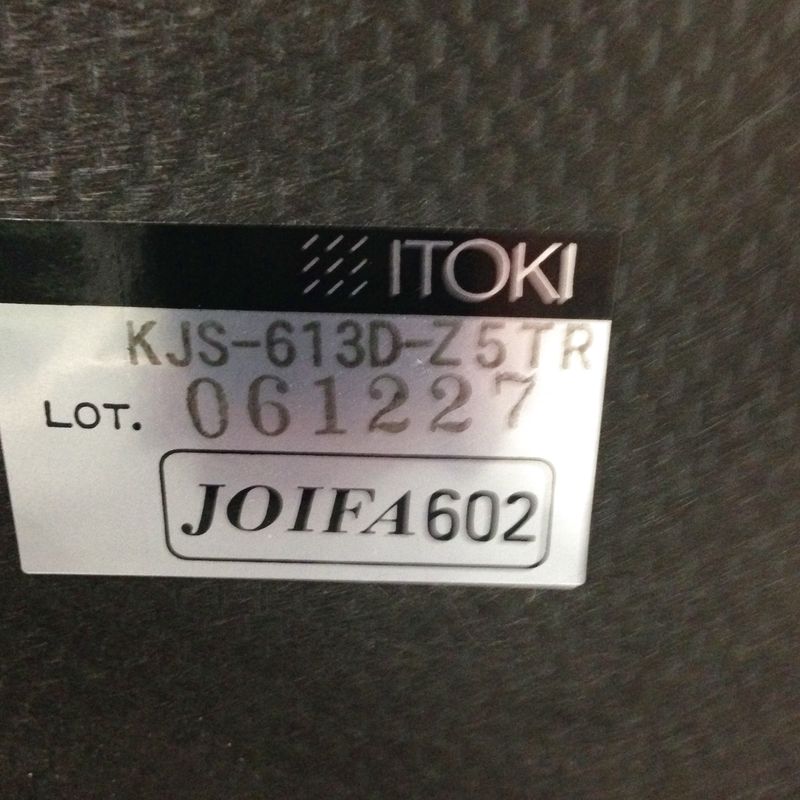 ITOKI
KJS-613D-Z5TR
LOT. 061227
JOIFA602